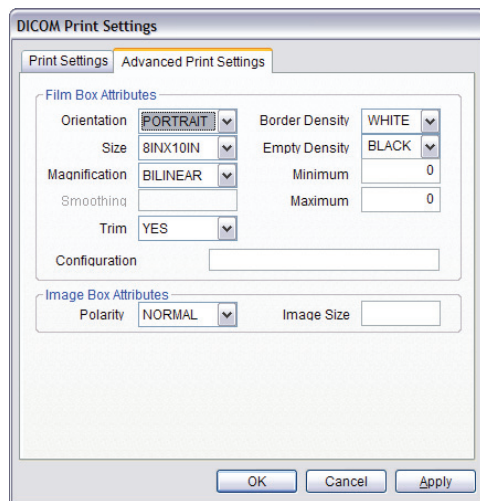 DICOM Print Settings
Print Settings Advanced Print Settings
Film Box Attributes
Orientation PORTRAIT Border Density WHITE
Size 8INX10IN Empty Density BLACK
Magnification BILINEAR Minimum 0
Smoothing Maximum 0
Trim YES
Configuration
Image Box Attributes
Polarity NORMAL Image Size
OK Cancel Apply